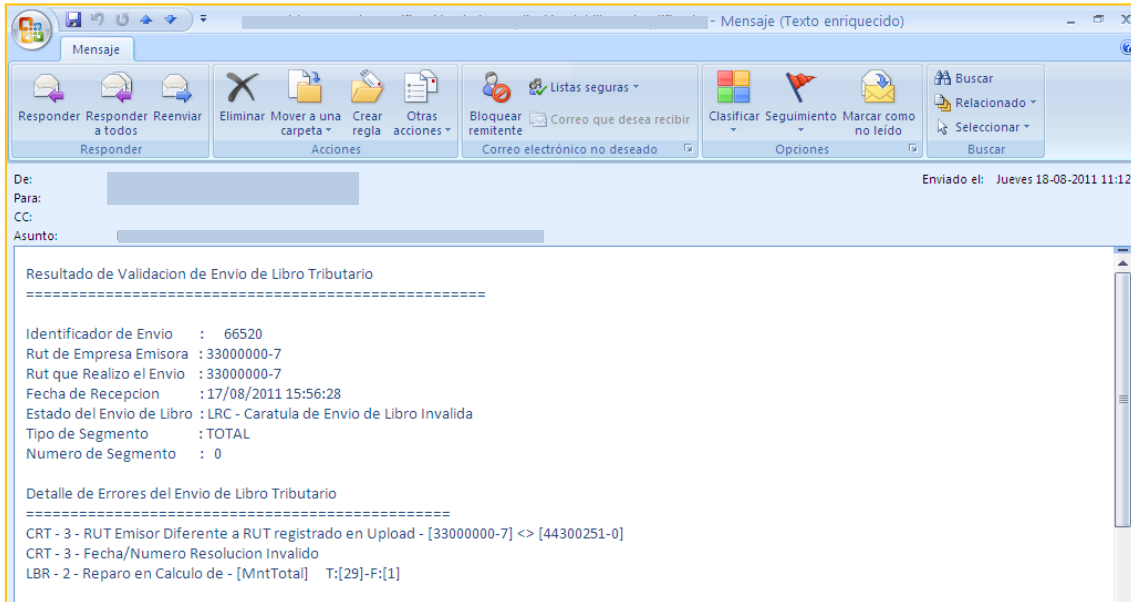 - Mensaje (Texto enriquecido)
Mensaje
Responder Responder a todos Reenviar
Eliminar Mover a una carpeta Crear regla Otras acciones
Bloquear remitente Listas seguras Correo que desea recibir
Clasificar Seguimiento Marcar como no leído
Buscar
Relacionado
Seleccionar
Responder Acciones Correo electrónico no deseado Opciones Buscar
De: Enviado el: Jueves 18-08-2011 11:12
Para:
CC:
Asunto:
Resultado de Validacion de Envio de Libro Tributario
====================================================
Identificador de Envio : 66520
Rut de Empresa Emisora : 33000000-7
Rut que Realizo el Envio : 33000000-7
Fecha de Recepcion : 17/08/2011 15:56:28
Estado del Envio de Libro : LRC - Caratula de Envio de Libro Invalida
Tipo de Segmento : TOTAL
Numero de Segmento : 0
Detalle de Errores del Envio de Libro Tributario
================================================
CRT - 3 - RUT Emisor Diferente a RUT registrado en Upload - [33000000-7] <> [44300251-0]
CRT - 3 - Fecha/Numero Resolucion Invalido
LBR - 2 - Reparo en Calculo de - [MntTotal] T:[29]-F:[1]